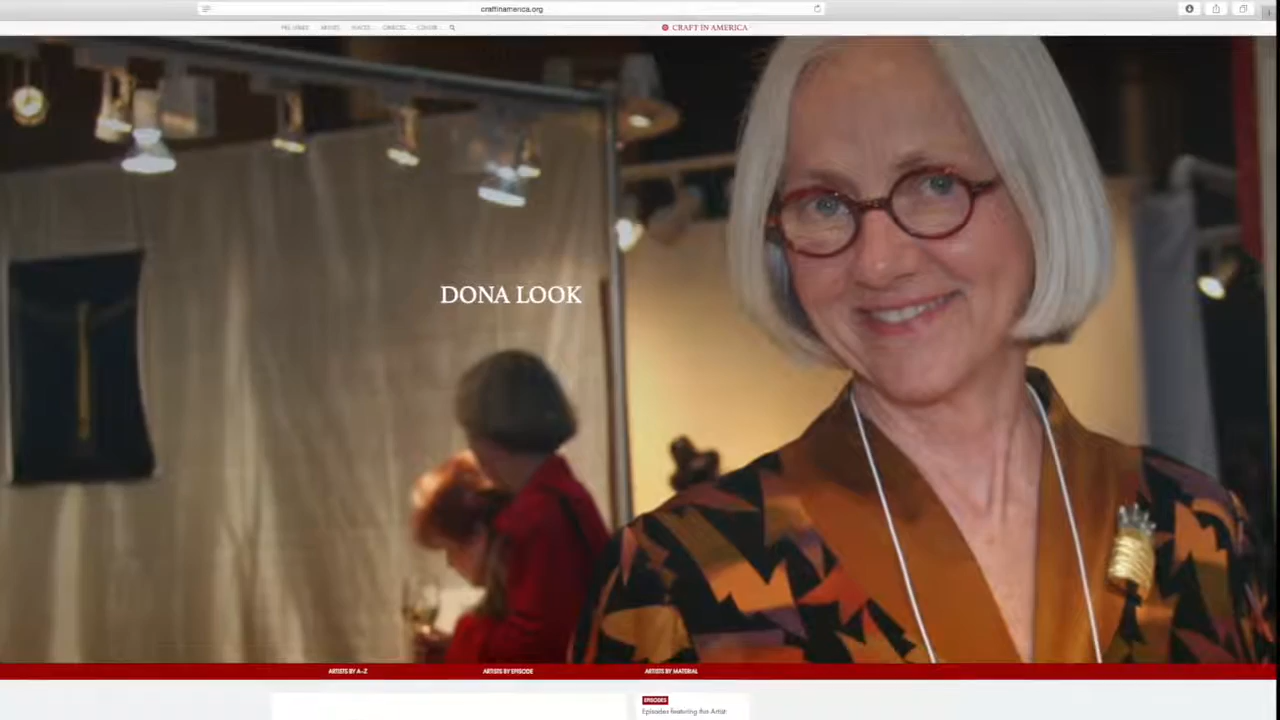 craftinamerica.org
CRAFT IN AMERICA
DONA LOOK
ARTISTS BY A-Z
ARTISTS BY EPISODE
ARTISTS BY MATERIAL
EPISODES
Episodes featuring this Artist